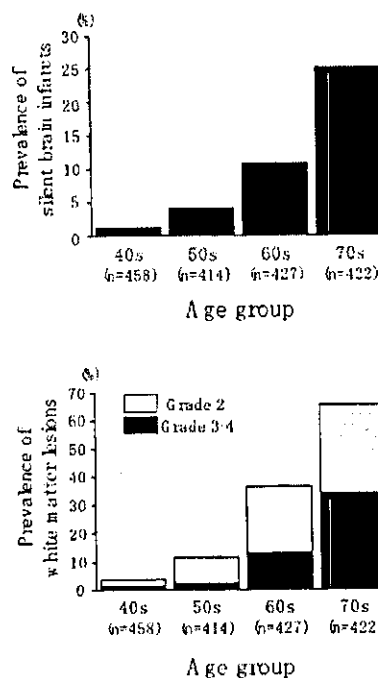 (%)
30
25
20
15
10
5
0
Prevalence of
silent brain infarcts
40s 50s 60s 70s
(n=458) (n=414) (n=427) (n=422)
Age group
(%)
70
60
50
40
30
20
10
0
Prevalence of
white matter lesions
Grade 2
Grade 3-4
40s 50s 60s 70s
(n=458) (n=414) (n=427) (n=422
Age group